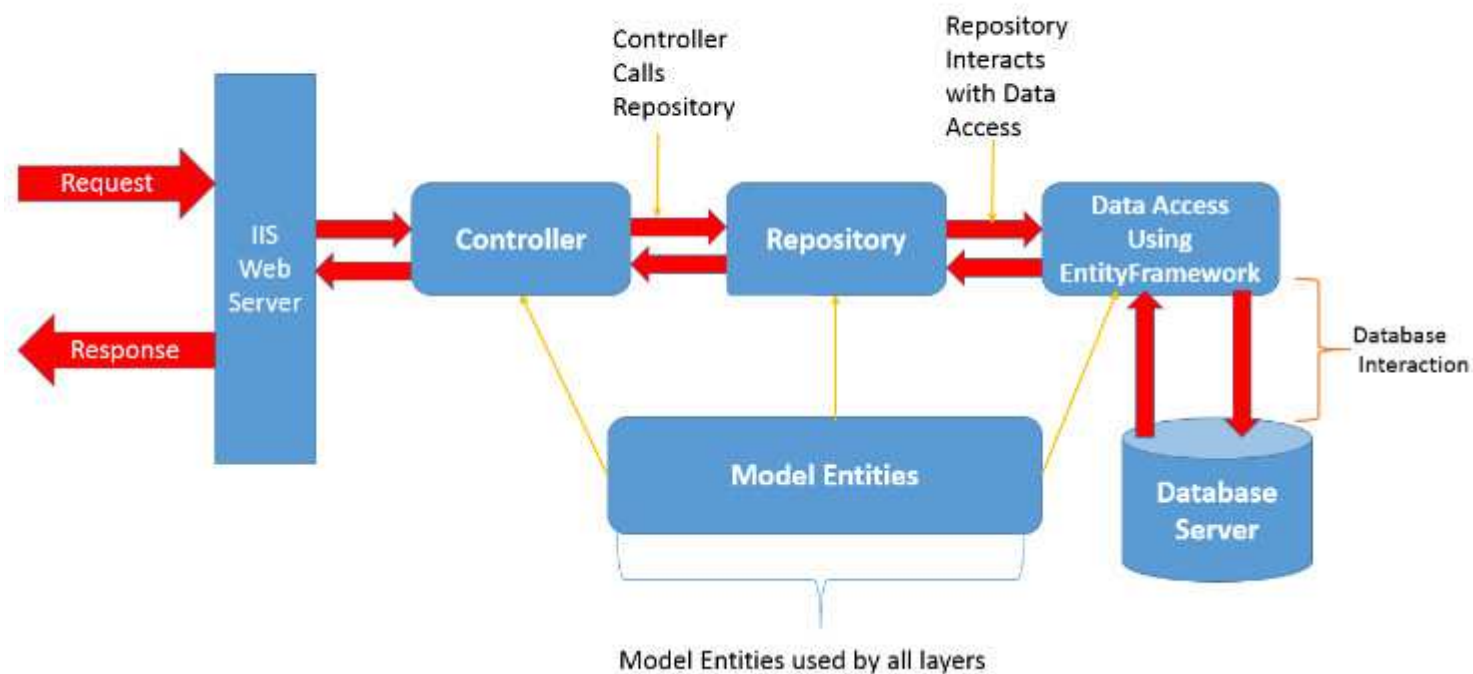 Controller
Calls
Repository
Repository
Interacts
with Data
Access
Request
Response
IIS
Web
Server
Controller
Repository
Data Access
Using
EntityFramework
Database
Interaction
Model Entities
Database
Server
Model Entities used by all layers